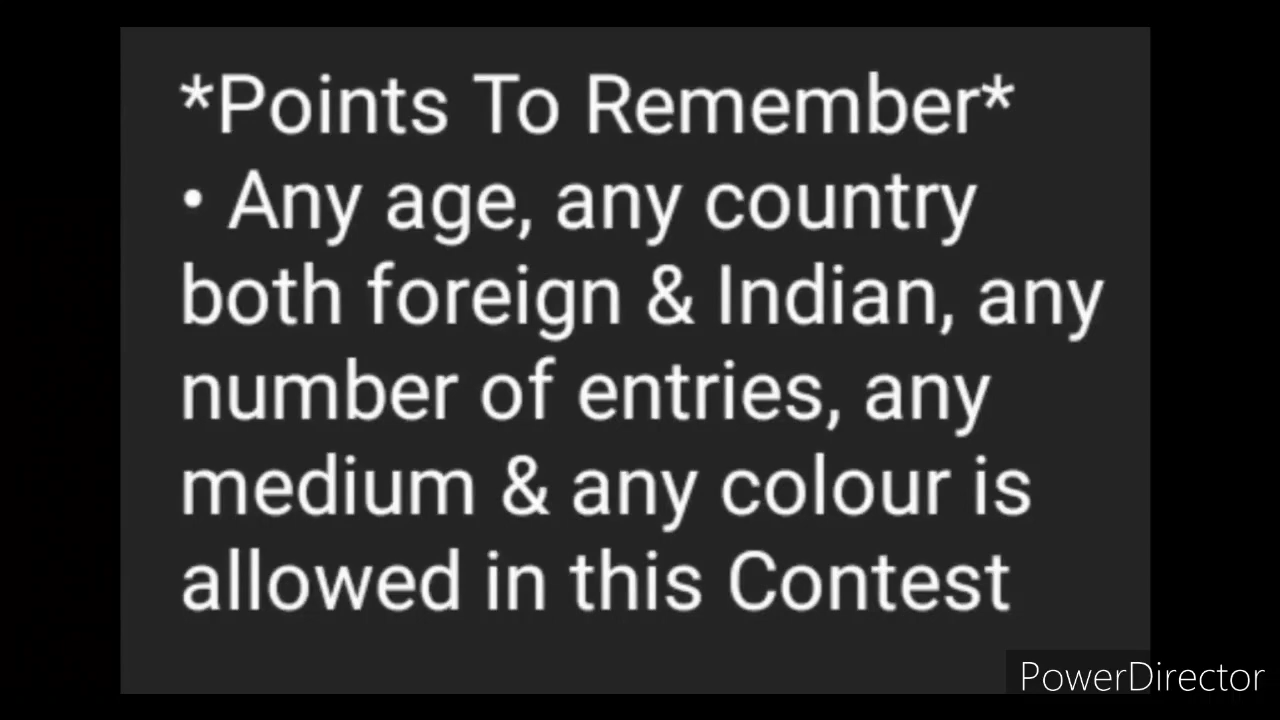 *Points To Remember*
• Any age, any country
both foreign & Indian, any
number of entries, any
medium & any colour is
allowed in this Contest
PowerDirector